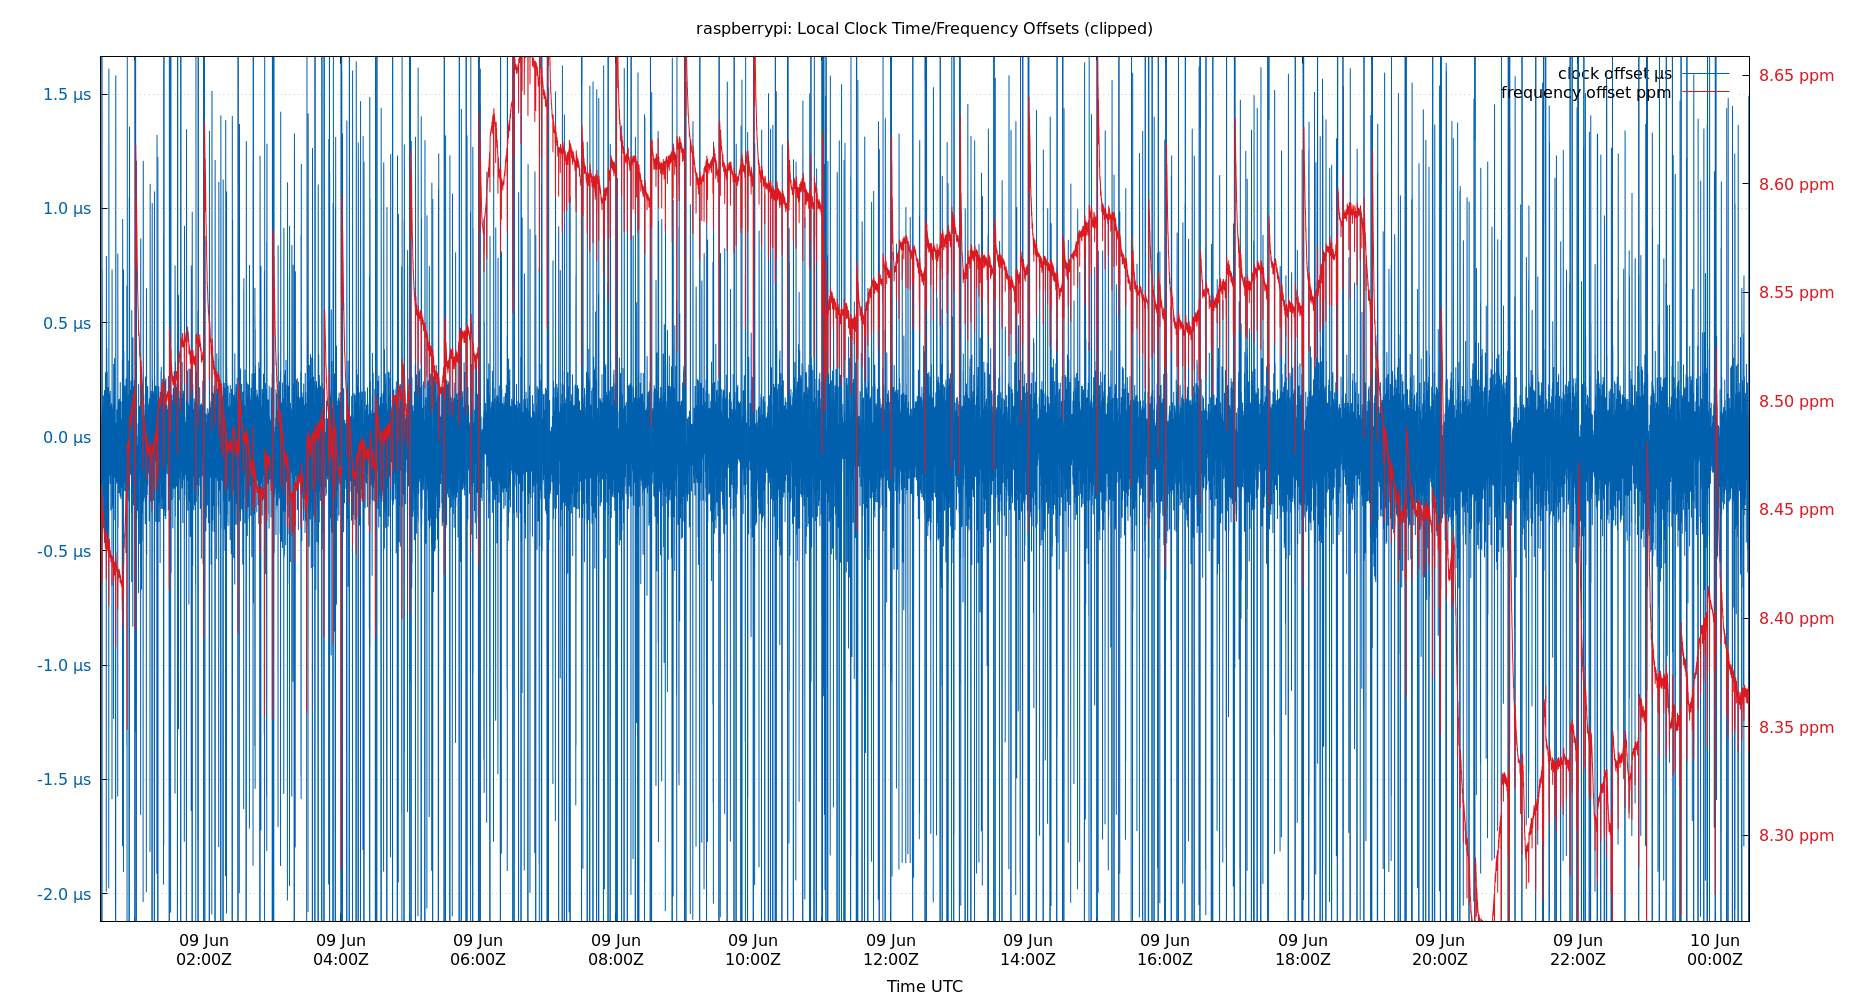 raspberrypi: Local Clock Time/Frequency Offsets (clipped)
clock offset µs
frequency offset ppm
1.5 µs
1.0 µs
0.5 µs
0.0 µs
-0.5 µs
-1.0 µs
-1.5 µs
-2.0 µs
8.65 ppm
8.60 ppm
8.55 ppm
8.50 ppm
8.45 ppm
8.40 ppm
8.35 ppm
8.30 ppm
09 Jun 09 Jun 09 Jun 09 Jun 09 Jun 09 Jun 09 Jun 09 Jun 09 Jun 09 Jun 09 Jun 10 Jun
02:00Z 04:00Z 06:00Z 08:00Z 10:00Z 12:00Z 14:00Z 16:00Z 18:00Z 20:00Z 22:00Z 00:00Z
Time UTC